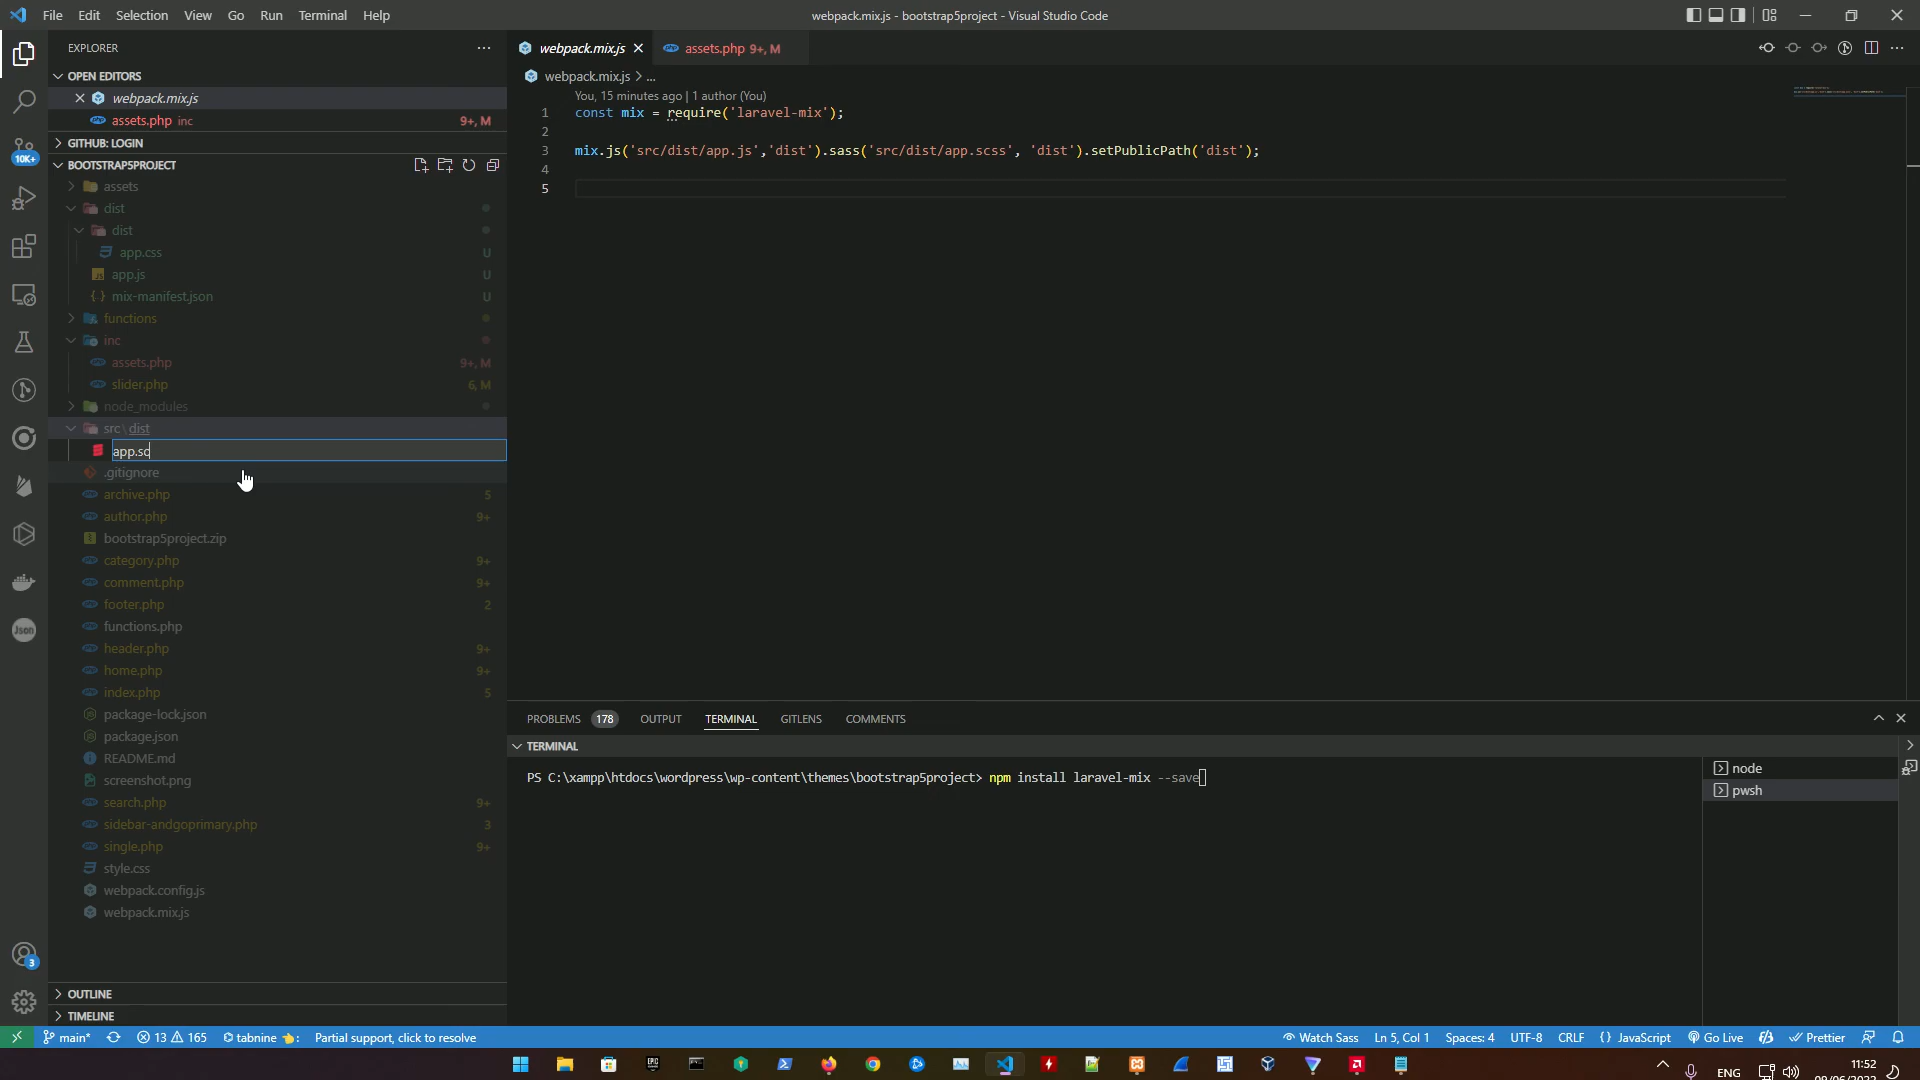 File Edit Selection View Go Run Terminal Help
webpack.mix.js - bootstrap5project - Visual Studio Code
EXPLORER
OPEN EDITORS
webpack.mix.js
assets.php inc 9+, M
GITHUB: LOGIN
BOOTSTRAP5PROJECT
assets
dist
dist
app.css U
app.js U
mix-manifest.json U
functions
inc
assets.php 9+, M
slider.php 6, M
node_modules
src\dist
app.sc
.gitignore
archive.php 5
author.php 9+
bootstrap5project.zip
category.php 9+
comment.php 9+
footer.php 2
functions.php
header.php 9+
home.php 9+
index.php 5
package-lock.json
package.json
README.md
screenshot.png
search.php 9+
sidebar-andgoprimary.php 3
single.php 9+
style.css
webpack.config.js
webpack.mix.js
OUTLINE
TIMELINE
10K+
Json
3
webpack.mix.js assets.php 9+, M
webpack.mix.js > ...
You, 15 minutes ago | 1 author (You)
1 const mix = require('laravel-mix');
2
3 mix.js('src/dist/app.js','dist').sass('src/dist/app.scss', 'dist').setPublicPath('dist');
4
5
PROBLEMS 178 OUTPUT TERMINAL GITLENS COMMENTS
TERMINAL
PS C:\xampp\htdocs\wordpress\wp-content\themes\bootstrap5project> npm install laravel-mix --save
node
pwsh
main* 13 165 tabnine Partial support, click to resolve
Watch Sass Ln 5, Col 1 Spaces: 4 UTF-8 CRLF {} JavaScript Go Live Prettier
ENG
11:52
09/06/2022